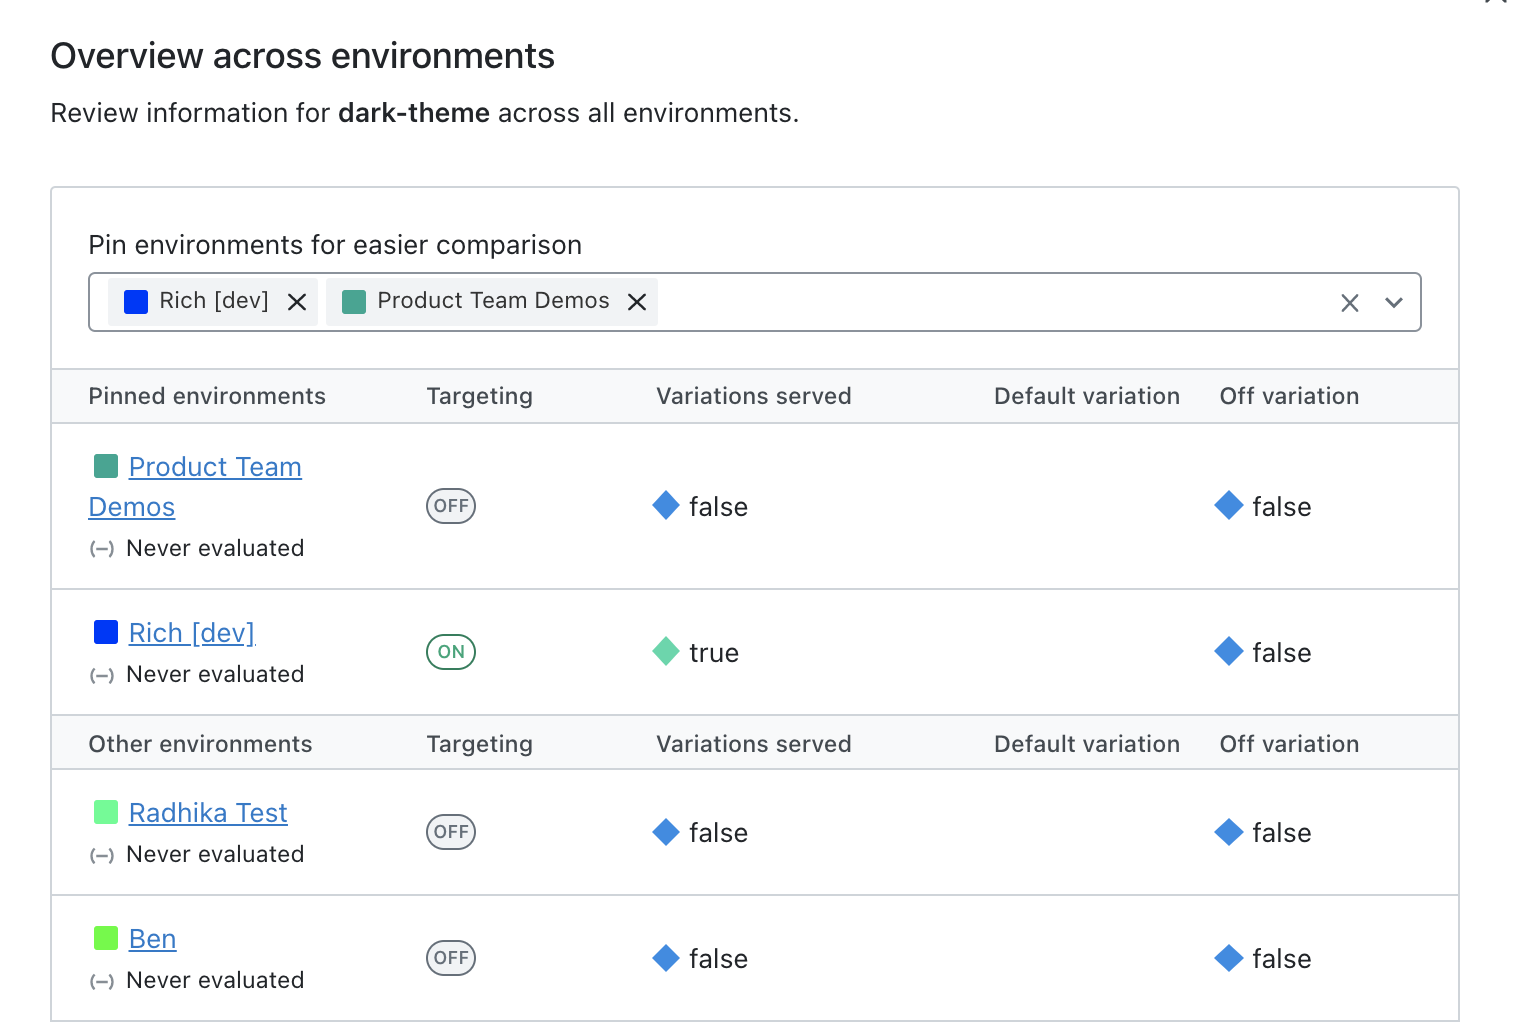 Overview across environments
Review information for dark-theme across all environments.
Pin environments for easier comparison
Rich [dev] Product Team Demos
Pinned environments Targeting Variations served Default variation Off variation
Product Team
Demos
OFF false false
(–) Never evaluated
Rich [dev]
ON true false
(–) Never evaluated
Other environments Targeting Variations served Default variation Off variation
Radhika Test
OFF false false
(–) Never evaluated
Ben
OFF false false
(–) Never evaluated